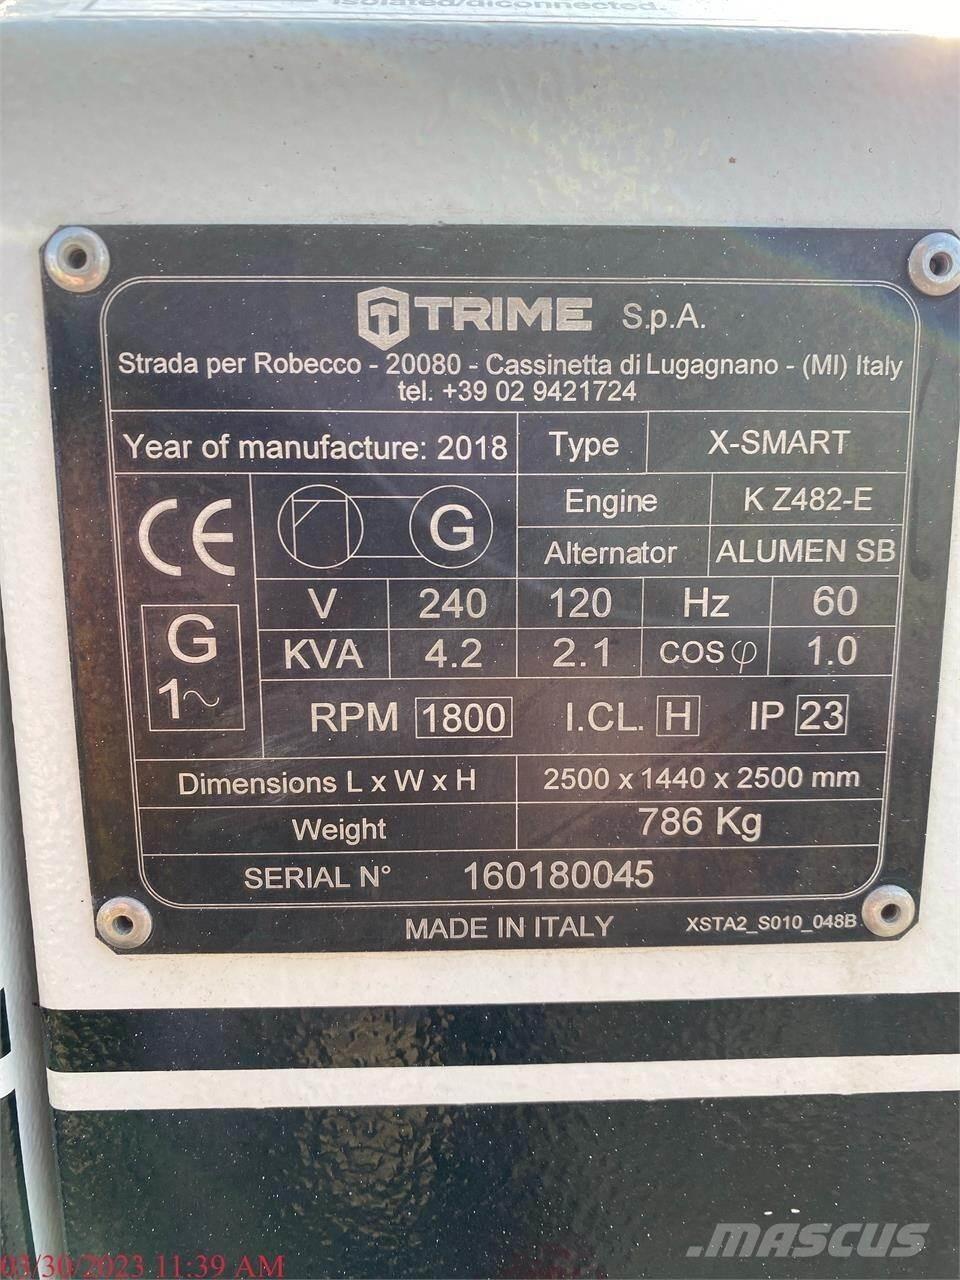 isolated/diconnected.
TRIME S.p.A.
Strada per Robecco - 20080 - Cassinetta di Lugagnano - (MI) Italy
tel. +39 02 9421724
Year of manufacture: 2018 Type X-SMART
CE G Engine K Z482-E
Alternator ALUMEN SB
G 1~
V 240 120 Hz 60
KVA 4.2 2.1 COS φ 1.0
RPM 1800 I.CL. H IP 23
Dimensions L x W x H 2500 x 1440 x 2500 mm
Weight 786 Kg
SERIAL N° 160180045
MADE IN ITALY XSTA2_S010_048B
03/30/2023 11:39 AM
MASCUS